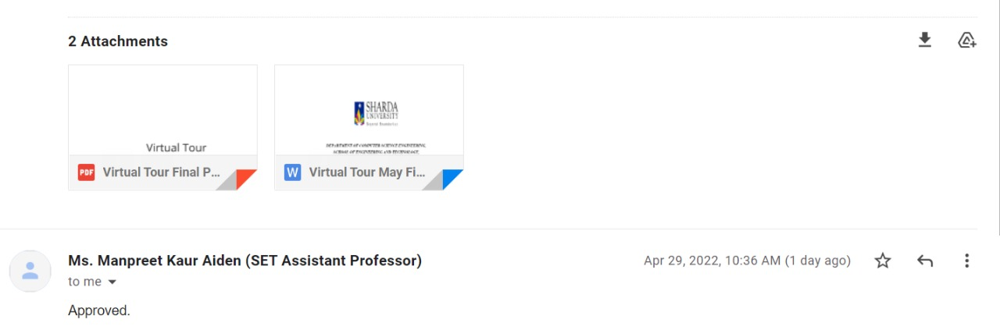 2 Attachments
SHARDA
UNIVERSITY
Virtual Tour
DEPARTMENT OF COMPUTER SCIENCE ENGINEERING,
SCHOOL OF ENGINEERING AND TECHNOLOGY,
PDF Virtual Tour Final P...
W Virtual Tour May Fi...
Ms. Manpreet Kaur Aiden (SET Assistant Professor)
Apr 29, 2022, 10:36 AM (1 day ago)
to me
Approved.